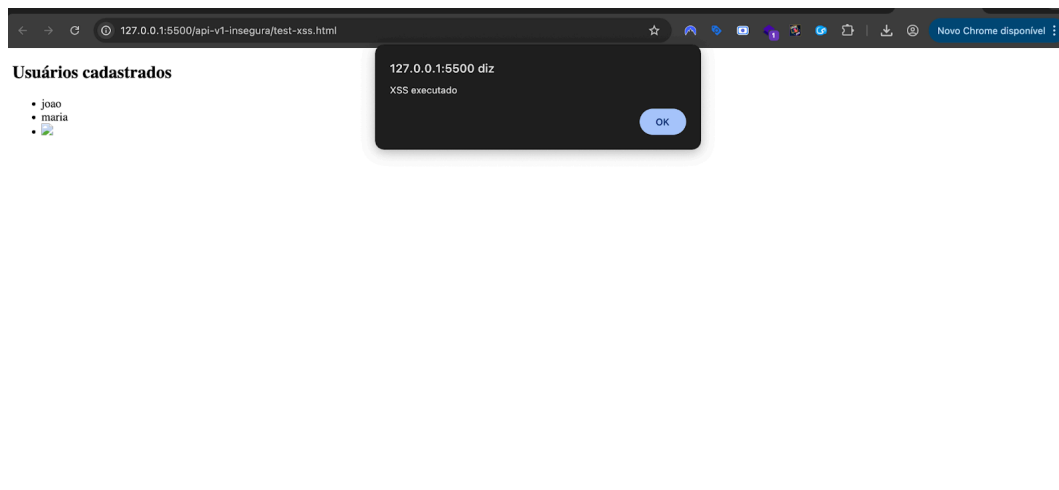 127.0.0.1:5500/api-v1-insegura/test-xss.html
1
Novo Chrome disponível
127.0.0.1:5500 diz
XSS executado
OK
Usuários cadastrados
joao
maria